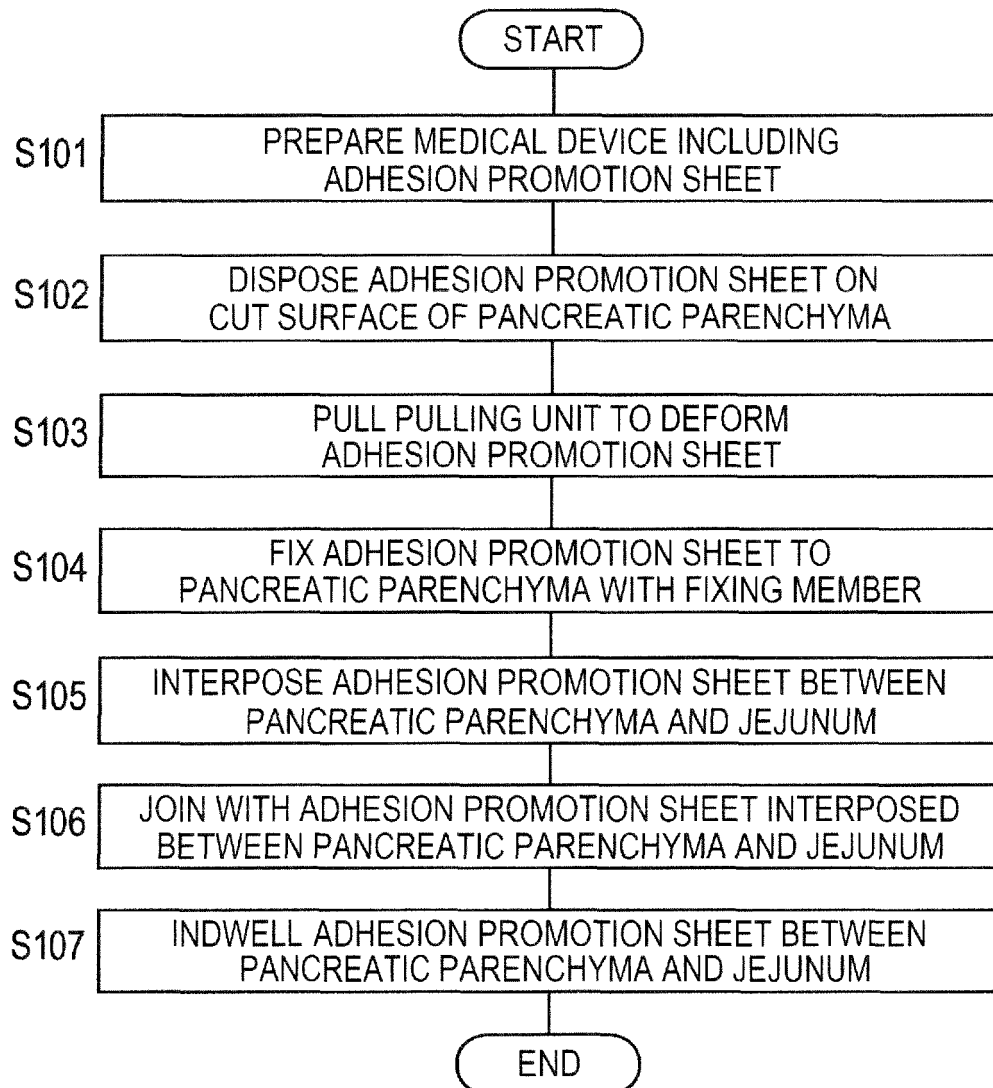 START
S101
PREPARE MEDICAL DEVICE INCLUDING
ADHESION PROMOTION SHEET
S102
DISPOSE ADHESION PROMOTION SHEET ON
CUT SURFACE OF PANCREATIC PARENCHYMA
S103
PULL PULLING UNIT TO DEFORM
ADHESION PROMOTION SHEET
S104
FIX ADHESION PROMOTION SHEET TO
PANCREATIC PARENCHYMA WITH FIXING MEMBER
S105
INTERPOSE ADHESION PROMOTION SHEET BETWEEN
PANCREATIC PARENCHYMA AND JEJUNUM
S106
JOIN WITH ADHESION PROMOTION SHEET INTERPOSED
BETWEEN PANCREATIC PARENCHYMA AND JEJUNUM
S107
INDWELL ADHESION PROMOTION SHEET BETWEEN
PANCREATIC PARENCHYMA AND JEJUNUM
END